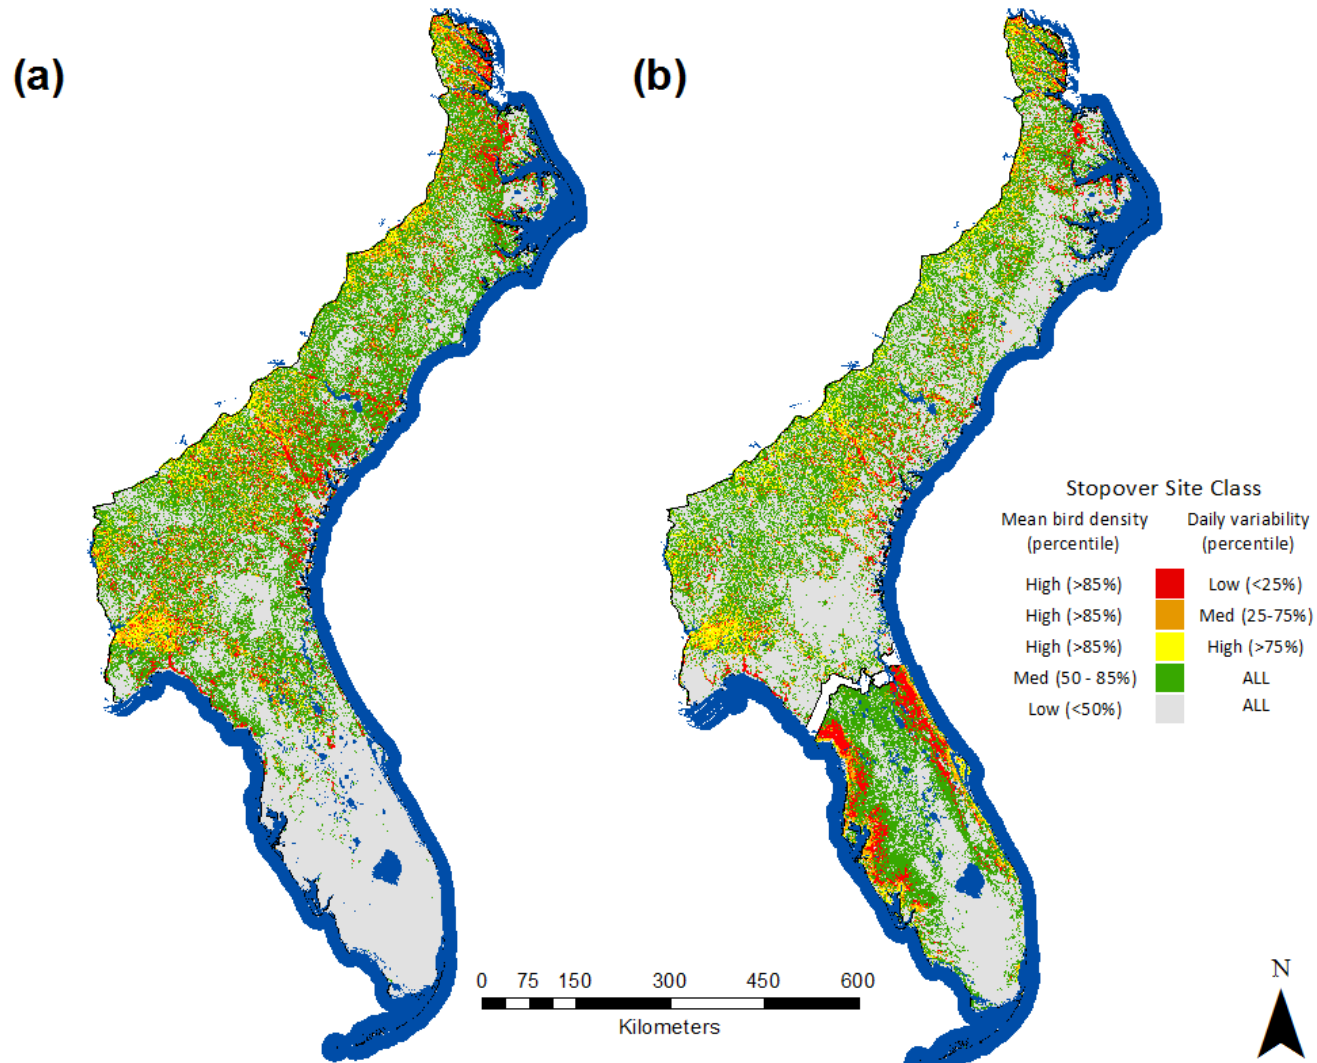 (a)
(b)
Stopover Site Class
Mean bird density Daily variability
(percentile) (percentile)
High (>85%) Low (<25%)
High (>85%) Med (25-75%)
High (>85%) High (>75%)
Med (50 - 85%) ALL
Low (<50%) ALL
N
0 75 150 300 450 600
Kilometers